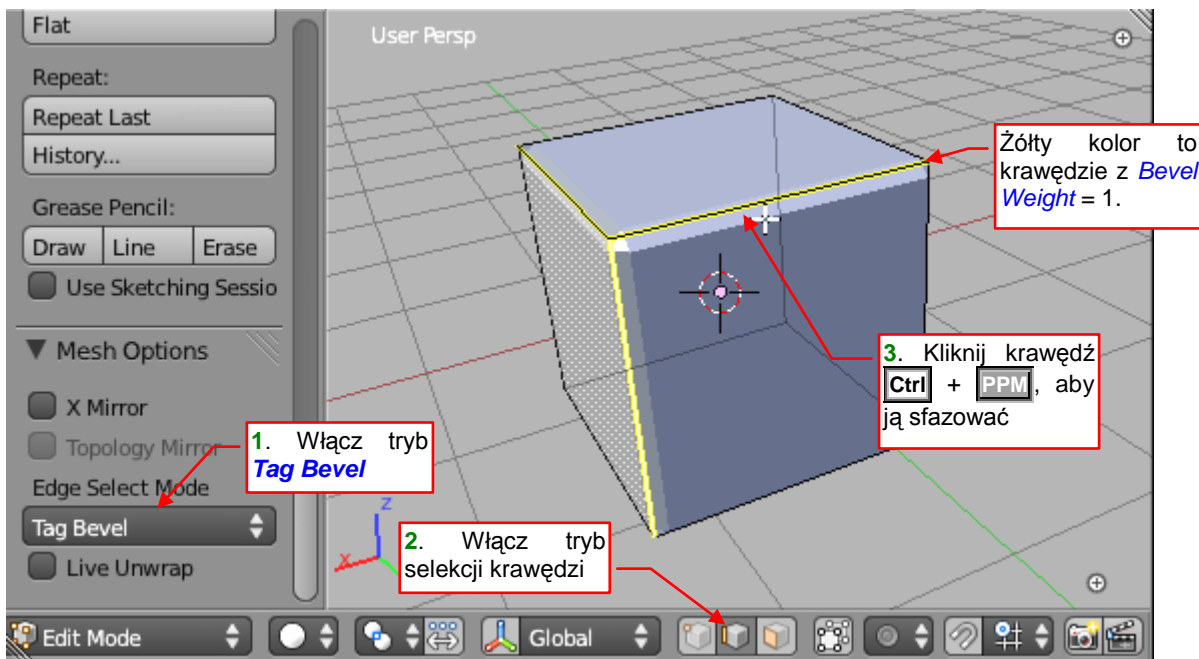 Flat
User Persp
Repeat:
Repeat Last
History...
Grease Pencil:
Draw Line Erase
Use Sketching Sessio
Mesh Options
X Mirror
Topology Mirror
Edge Select Mode
Tag Bevel
Live Unwrap
Żółty kolor to
krawędzie z Bevel
Weight = 1.
3. Kliknij krawędź
Ctrl + PPM, aby
ją sfazować
1. Włącz tryb
Tag Bevel
2. Włącz tryb
selekcji krawędzi
z
x
Edit Mode
Global